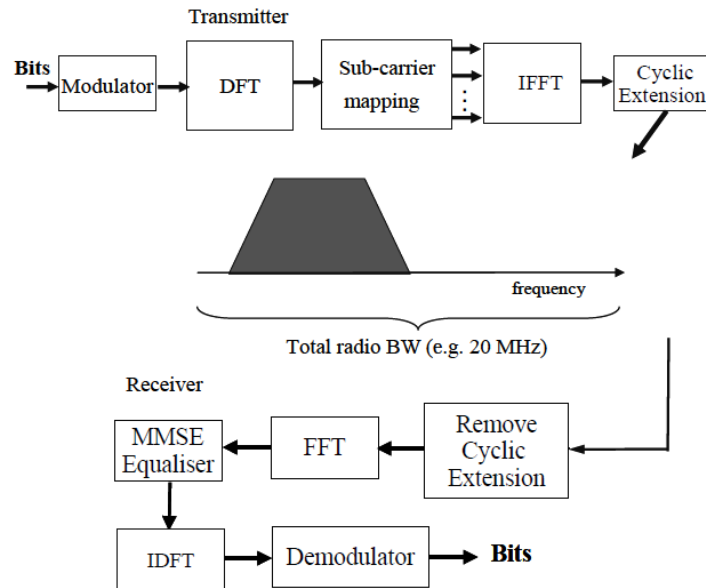 Transmitter
Bits
Modulator
DFT
Sub-carrier
mapping
IFFT
Cyclic
Extension
frequency
Total radio BW (e.g. 20 MHz)
Receiver
MMSE
Equaliser
FFT
Remove
Cyclic
Extension
IDFT
Demodulator
Bits